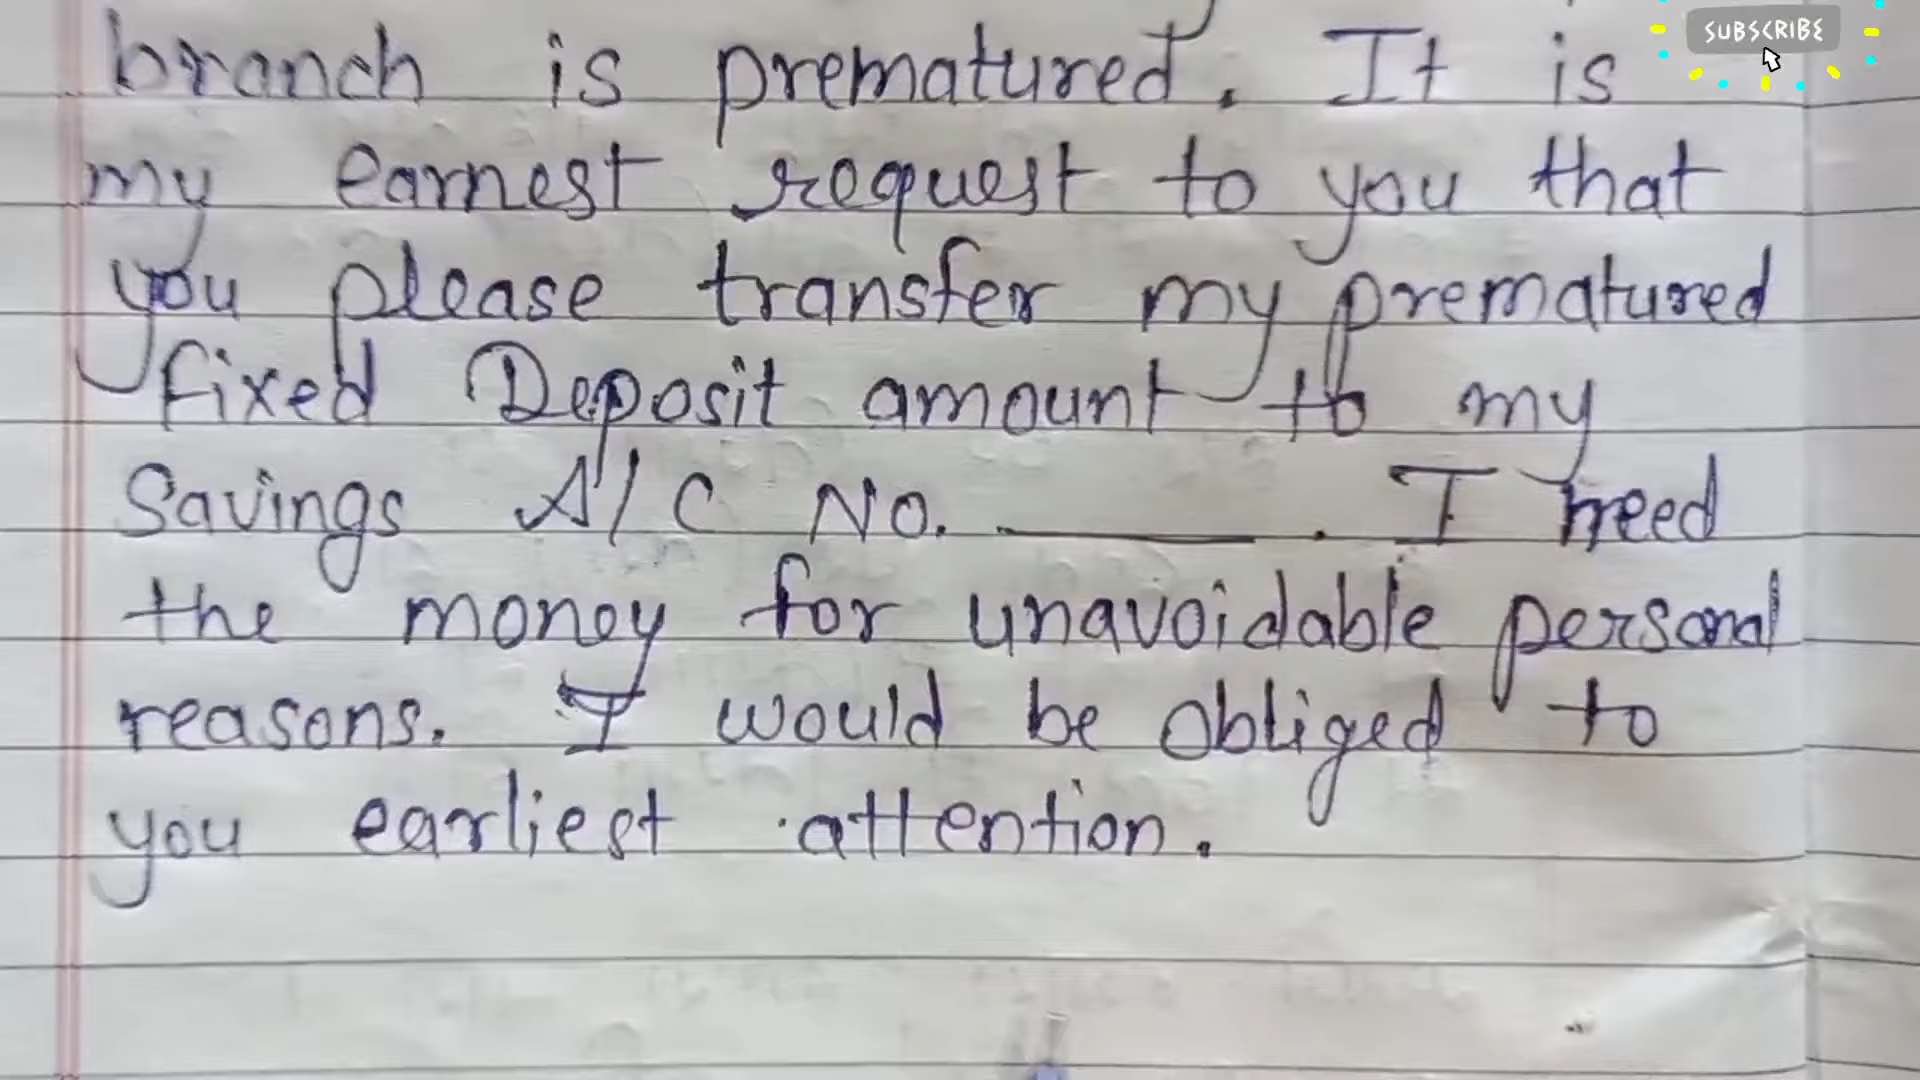 SUBSCRIBE
branch is prematured. It is
my earnest request to you that
you please transfer my prematured
fixed Deposit amount to my
Savings A/C No. ________. I need
the money for unavoidable personal
reasons. I would be obliged to
you earliest attention.